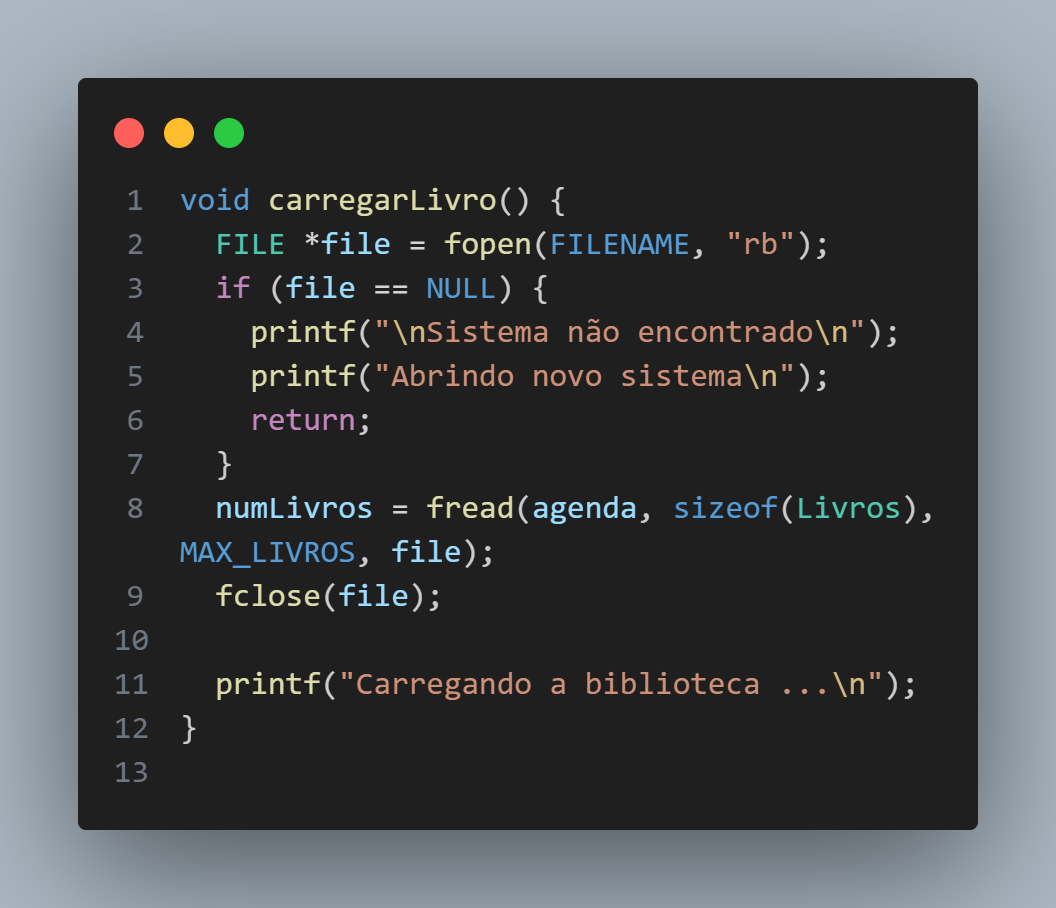 1 void carregarLivro() {
2   FILE *file = fopen(FILENAME, "rb");
3   if (file == NULL) {
4     printf("\nSistema não encontrado\n");
5     printf("Abrindo novo sistema\n");
6     return;
7   }
8   numLivros = fread(agenda, sizeof(Livros),
MAX_LIVROS, file);
9   fclose(file);
10
11   printf("Carregando a biblioteca ...\n");
12 }
13